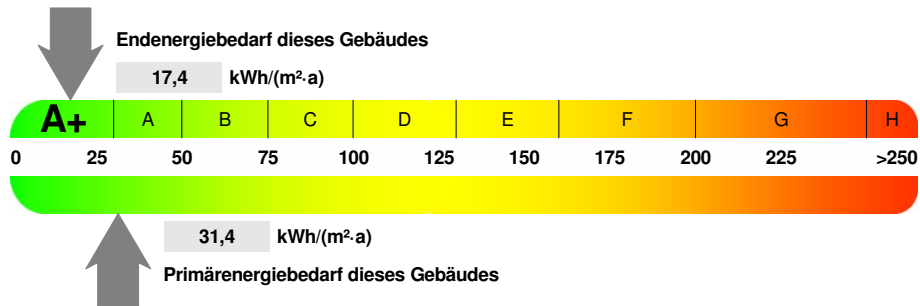 Endenergiebedarf dieses Gebäudes
17,4 kWh/(m²·a)
A+ A B C D E F G H
0 25 50 75 100 125 150 175 200 225 >250
31,4 kWh/(m²·a)
Primärenergiebedarf dieses Gebäudes